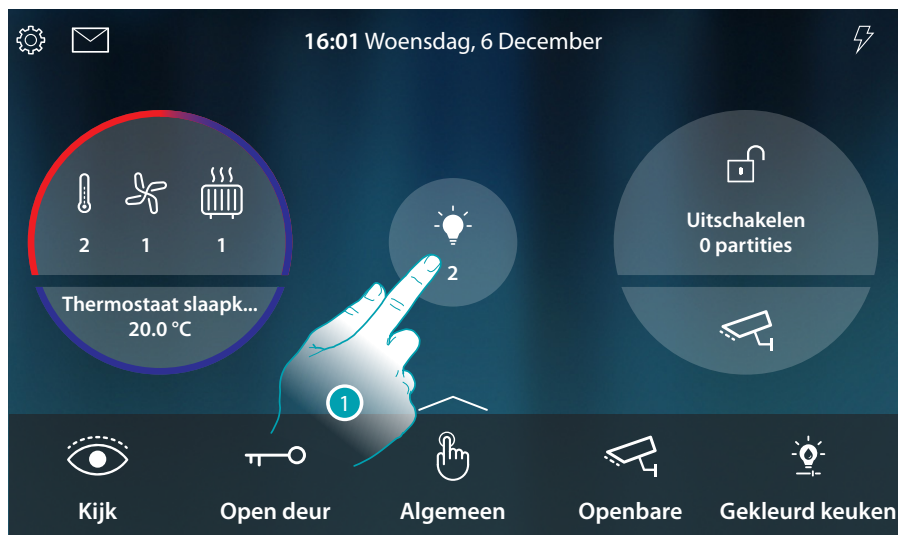 16:01 Woensdag, 6 December
2 1 1
Thermostaat slaapk...
20.0 °C
2
Uitschakelen
0 partities
1
Kijk
Open deur
Algemeen
Openbare
Gekleurd keuken